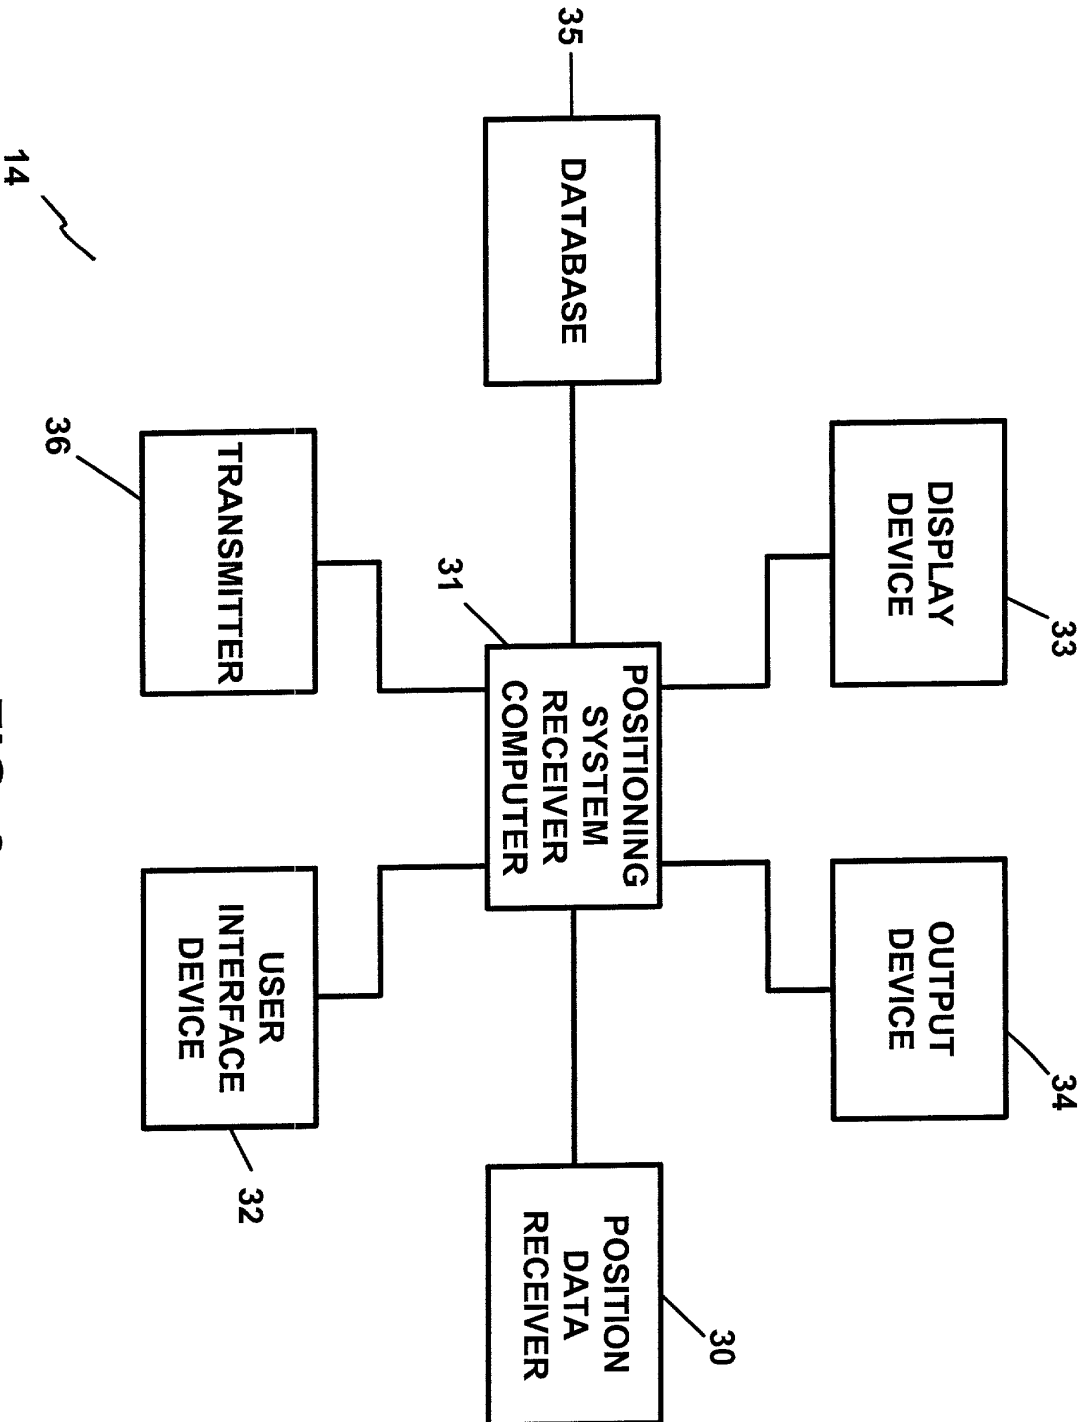 33
34
DISPLAY
DEVICE
OUTPUT
DEVICE
35
DATABASE
POSITIONING
SYSTEM
RECEIVER
COMPUTER
31
30
POSITION
DATA
RECEIVER
36
TRANSMITTER
USER
INTERFACE
DEVICE
32
14